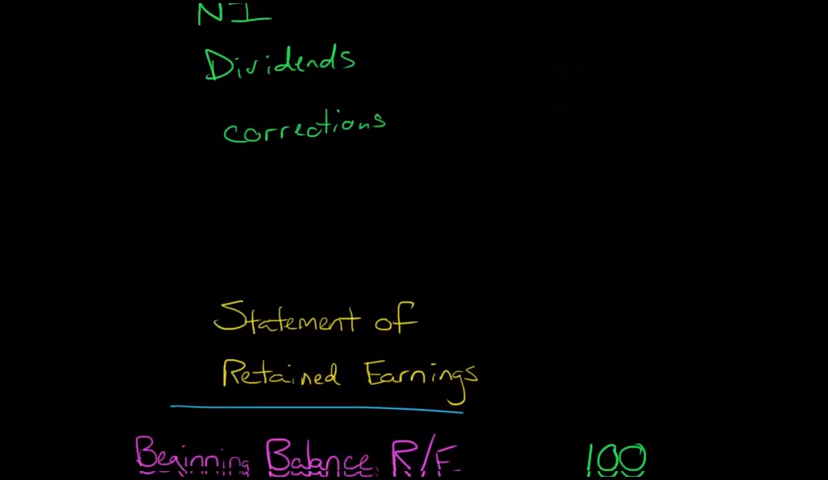 NI
Dividends
corrections
Statement of
Retained Earnings
Beginning Balance R/E 100